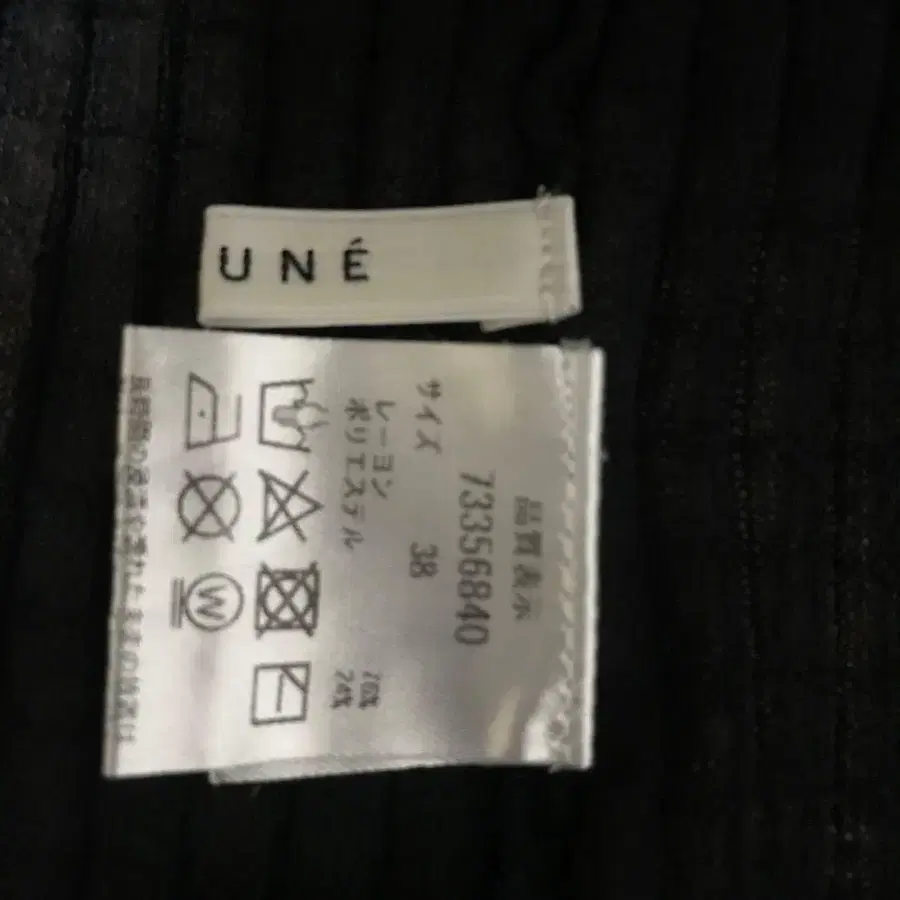 UNÉ
品質表示
73356840
サイズ 38
レーヨン 76%
ポリエステル 24%
W